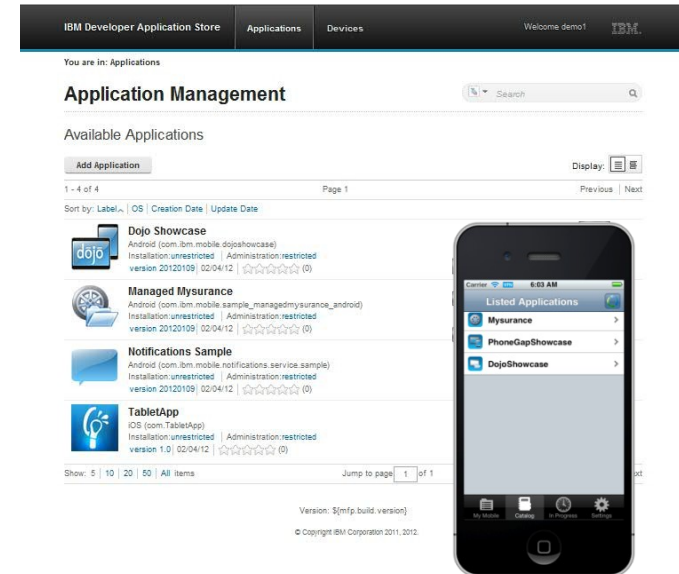 IBM Developer Application Store
Applications
Devices
Welcome demo1
IBM.
You are in: Applications
Application Management
Search
Available Applications
Add Application
Display:
1 - 4 of 4
Page 1
Previous | Next
Sort by: Label | OS | Creation Date | Update Date
dojo
Dojo Showcase
Android (com.ibm.mobile.dojoshowcase)
Installation:unrestricted | Administration:restricted
version 20120109| 02/04/12 | (0)
Managed Mysurance
Android (com.ibm.mobile.sample_managedmysurance_android)
Installation:unrestricted | Administration:restricted
version 20120109| 02/04/12 | (0)
Notifications Sample
Android (com.ibm.mobile.notifications.service.sample)
Installation:unrestricted | Administration:restricted
version 20120109| 02/04/12 | (0)
TabletApp
iOS (com.TabletApp)
Installation:unrestricted | Administration:restricted
version 1.0| 02/04/12 | (0)
Show: 5 | 10 | 20 | 50 | All items
Jump to page 1 of 1
Version: ${mfp.build.version}
© Copyright IBM Corporation 2011, 2012.
Carrier
6:03 AM
Listed Applications
Mysurance
PhoneGapShowcase
DojoShowcase
My Mobile
Catalog
In Progress
Settings